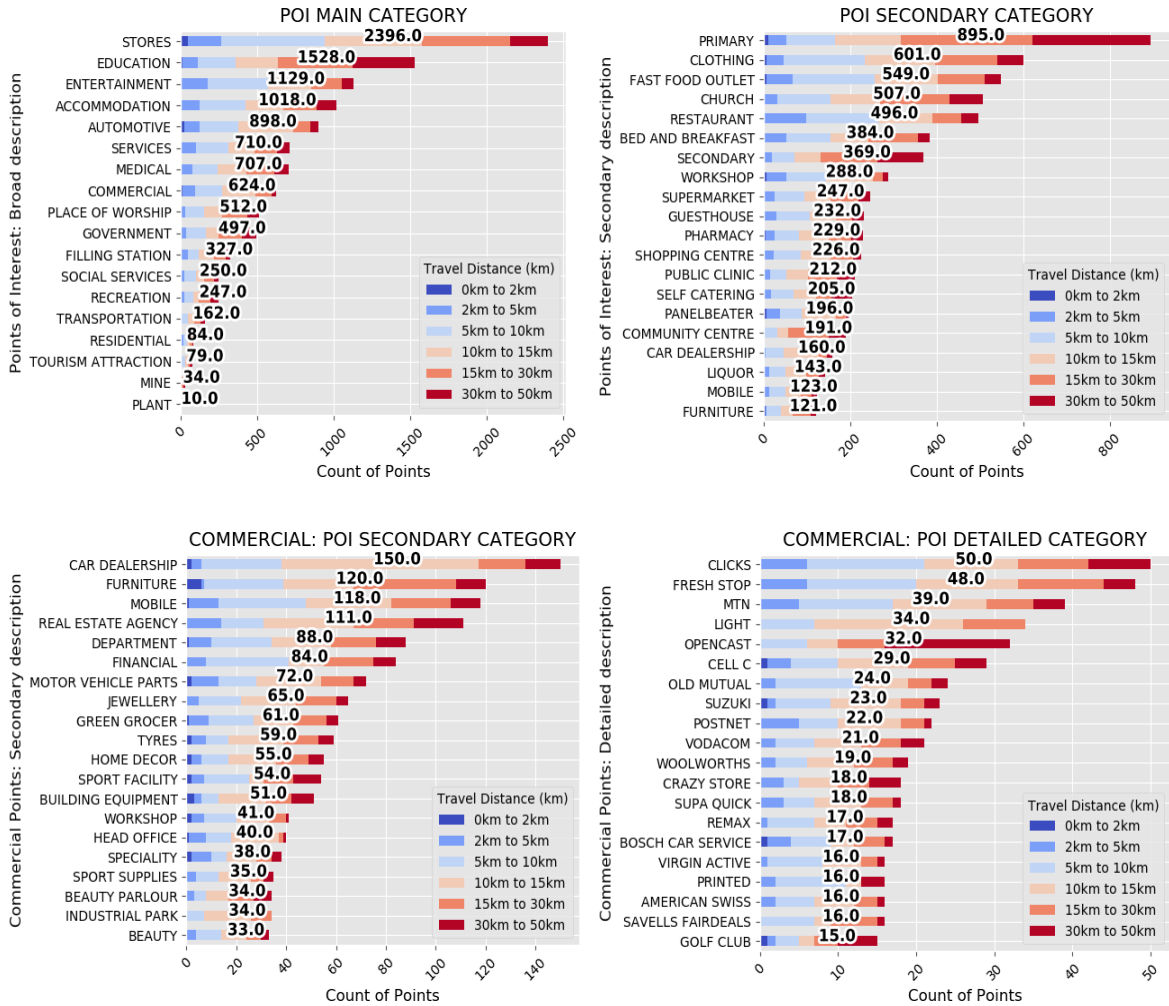 POI MAIN CATEGORY
Points of Interest: Broad description
STORES 2396.0
EDUCATION 1528.0
ENTERTAINMENT 1129.0
ACCOMMODATION 1018.0
AUTOMOTIVE 898.0
SERVICES 710.0
MEDICAL 707.0
COMMERCIAL 624.0
PLACE OF WORSHIP 512.0
GOVERNMENT 497.0
FILLING STATION 327.0
SOCIAL SERVICES 250.0
RECREATION 247.0
TRANSPORTATION 162.0
RESIDENTIAL 84.0
TOURISM ATTRACTION 79.0
MINE 34.0
PLANT 10.0
Travel Distance (km)
0km to 2km
2km to 5km
5km to 10km
10km to 15km
15km to 30km
30km to 50km
0 500 1000 1500 2000 2500
Count of Points
POI SECONDARY CATEGORY
Points of Interest: Secondary description
PRIMARY 895.0
CLOTHING 601.0
FAST FOOD OUTLET 549.0
CHURCH 507.0
RESTAURANT 496.0
BED AND BREAKFAST 384.0
SECONDARY 369.0
WORKSHOP 288.0
SUPERMARKET 247.0
GUESTHOUSE 232.0
PHARMACY 229.0
SHOPPING CENTRE 226.0
PUBLIC CLINIC 212.0
SELF CATERING 205.0
PANELBEATER 196.0
COMMUNITY CENTRE 191.0
CAR DEALERSHIP 160.0
LIQUOR 143.0
MOBILE 123.0
FURNITURE 121.0
Travel Distance (km)
0km to 2km
2km to 5km
5km to 10km
10km to 15km
15km to 30km
30km to 50km
0 200 400 600 800
Count of Points
COMMERCIAL: POI SECONDARY CATEGORY
Commercial Points: Secondary description
CAR DEALERSHIP 150.0
FURNITURE 120.0
MOBILE 118.0
REAL ESTATE AGENCY 111.0
DEPARTMENT 88.0
FINANCIAL 84.0
MOTOR VEHICLE PARTS 72.0
JEWELLERY 65.0
GREEN GROCER 61.0
TYRES 59.0
HOME DECOR 55.0
SPORT FACILITY 54.0
BUILDING EQUIPMENT 51.0
WORKSHOP 41.0
HEAD OFFICE 40.0
SPECIALITY 38.0
SPORT SUPPLIES 35.0
BEAUTY PARLOUR 34.0
INDUSTRIAL PARK 34.0
BEAUTY 33.0
Travel Distance (km)
0km to 2km
2km to 5km
5km to 10km
10km to 15km
15km to 30km
30km to 50km
0 20 40 60 80 100 120 140
Count of Points
COMMERCIAL: POI DETAILED CATEGORY
Commercial Points: Detailed description
CLICKS 50.0
FRESH STOP 48.0
MTN 39.0
LIGHT 34.0
OPENCAST 32.0
CELL C 29.0
OLD MUTUAL 24.0
SUZUKI 23.0
POSTNET 22.0
VODACOM 21.0
WOOLWORTHS 19.0
CRAZY STORE 18.0
SUPA QUICK 18.0
REMAX 17.0
BOSCH CAR SERVICE 17.0
VIRGIN ACTIVE 16.0
PRINTED 16.0
AMERICAN SWISS 16.0
SAVELLS FAIRDEALS 16.0
GOLF CLUB 15.0
Travel Distance (km)
0km to 2km
2km to 5km
5km to 10km
10km to 15km
15km to 30km
30km to 50km
0 10 20 30 40 50
Count of Points